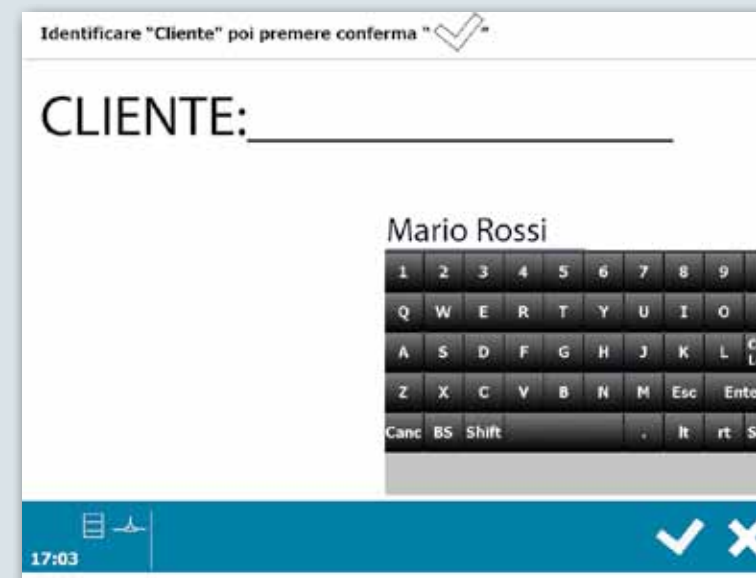 Identificare "Cliente" poi premere conferma " "
CLIENTE:
Mario Rossi
1 2 3 4 5 6 7 8 9
Q W E R T Y U I O
A S D F G H J K L
Z X C V B N M Esc
Canc BS Shift . lt rt
17:03